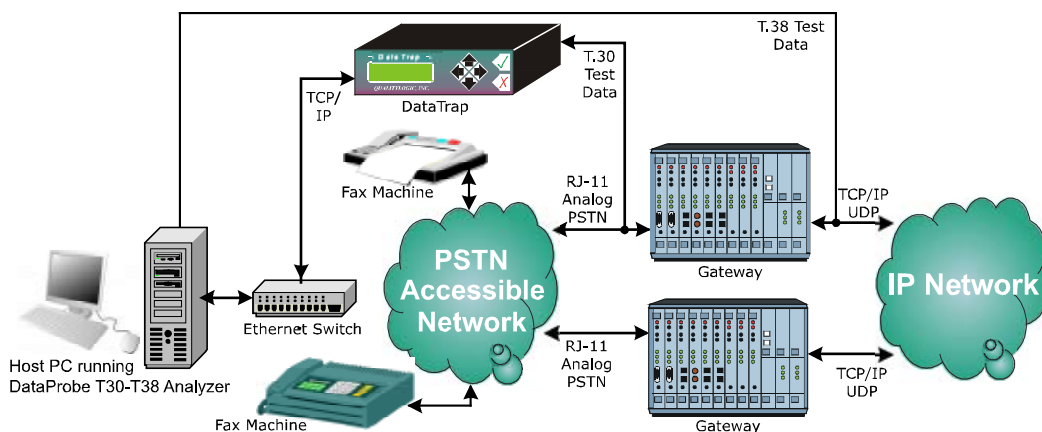 T.38 Test
Data
Data Trap
QUALITYLOGIC, INC.
DataTrap
T.30
Test
Data
TCP/
IP
Fax Machine
RJ-11
Analog
PSTN
TCP/IP
UDP
Gateway
PSTN
Accessible
Network
IP Network
Ethernet Switch
Host PC running
DataProbe T30-T38 Analyzer
RJ-11
Analog
PSTN
TCP/IP
UDP
Fax Machine
Gateway